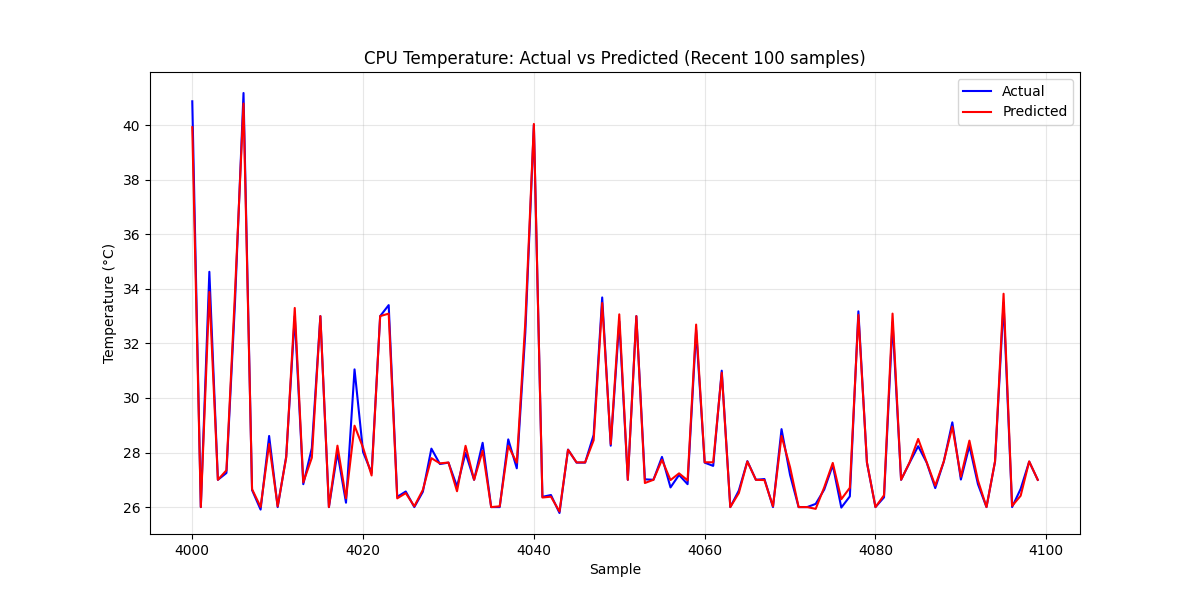 CPU Temperature: Actual vs Predicted (Recent 100 samples)
Actual
Predicted
Temperature (°C)
40
38
36
34
32
30
28
26
4000
4020
4040
4060
4080
4100
Sample